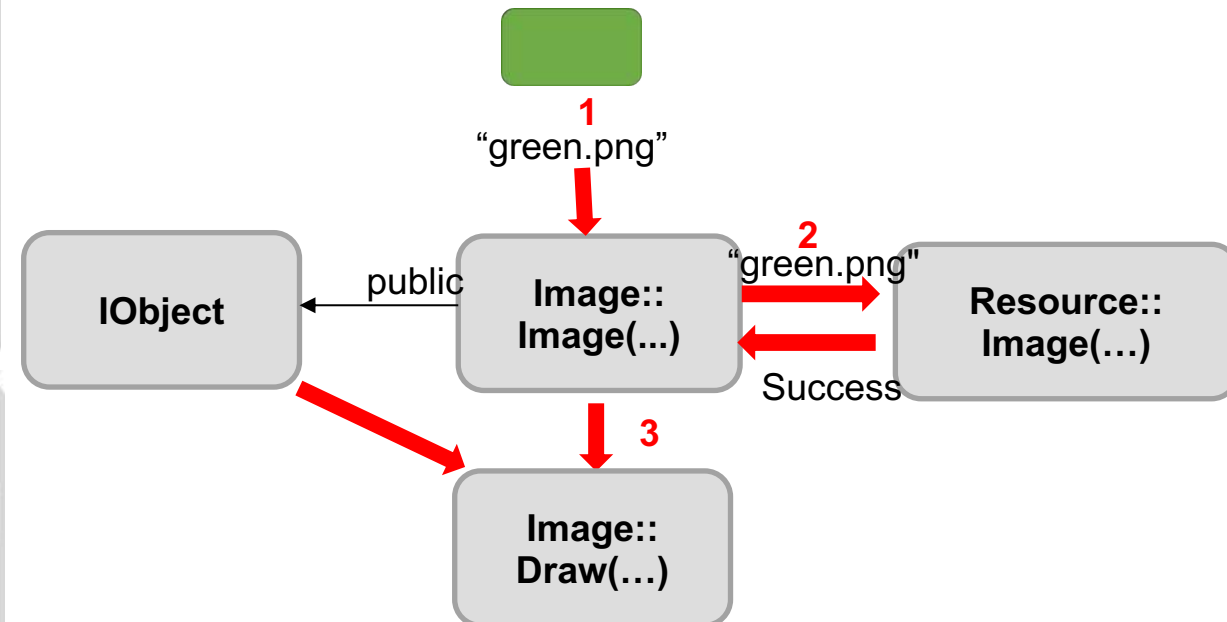 1
“green.png”
2
“green.png"
public
IObject
Image::
Image(...)
Resource::
Image(…)
Success
3
Image::
Draw(…)